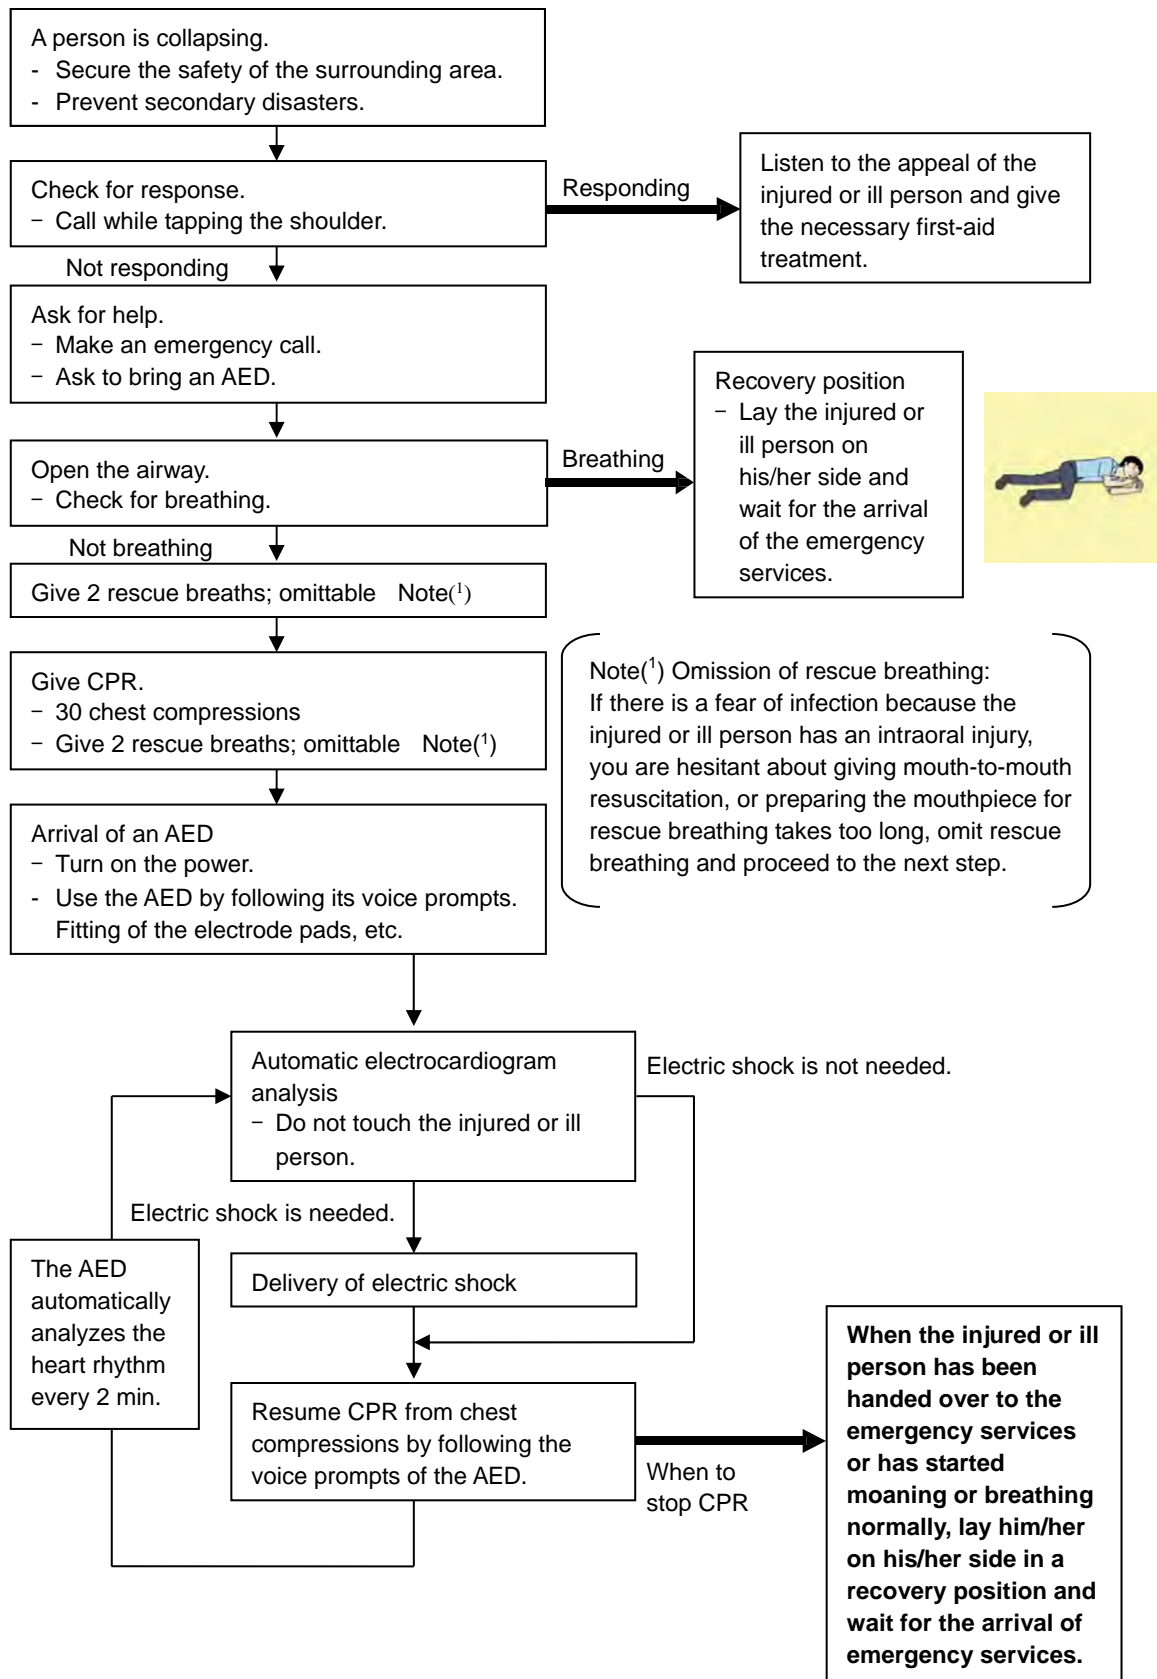 A person is collapsing.
- Secure the safety of the surrounding area.
- Prevent secondary disasters.
Check for response.
− Call while tapping the shoulder.
Responding
Listen to the appeal of the
injured or ill person and give
the necessary first-aid
treatment.
Not responding
Ask for help.
− Make an emergency call.
− Ask to bring an AED.
Open the airway.
− Check for breathing.
Breathing
Recovery position
− Lay the injured or
ill person on
his/her side and
wait for the arrival
of the emergency
services.
Not breathing
Give 2 rescue breaths; omittable Note(¹)
Give CPR.
− 30 chest compressions
− Give 2 rescue breaths; omittable Note(¹)
Note(¹) Omission of rescue breathing:
If there is a fear of infection because the
injured or ill person has an intraoral injury,
you are hesitant about giving mouth-to-mouth
resuscitation, or preparing the mouthpiece for
rescue breathing takes too long, omit rescue
breathing and proceed to the next step.
Arrival of an AED
− Turn on the power.
- Use the AED by following its voice prompts.
Fitting of the electrode pads, etc.
Automatic electrocardiogram
analysis
− Do not touch the injured or ill
person.
Electric shock is not needed.
Electric shock is needed.
Delivery of electric shock
The AED
automatically
analyzes the
heart rhythm
every 2 min.
Resume CPR from chest
compressions by following the
voice prompts of the AED.
When to
stop CPR
When the injured or ill
person has been
handed over to the
emergency services
or has started
moaning or breathing
normally, lay him/her
on his/her side in a
recovery position and
wait for the arrival of
emergency services.